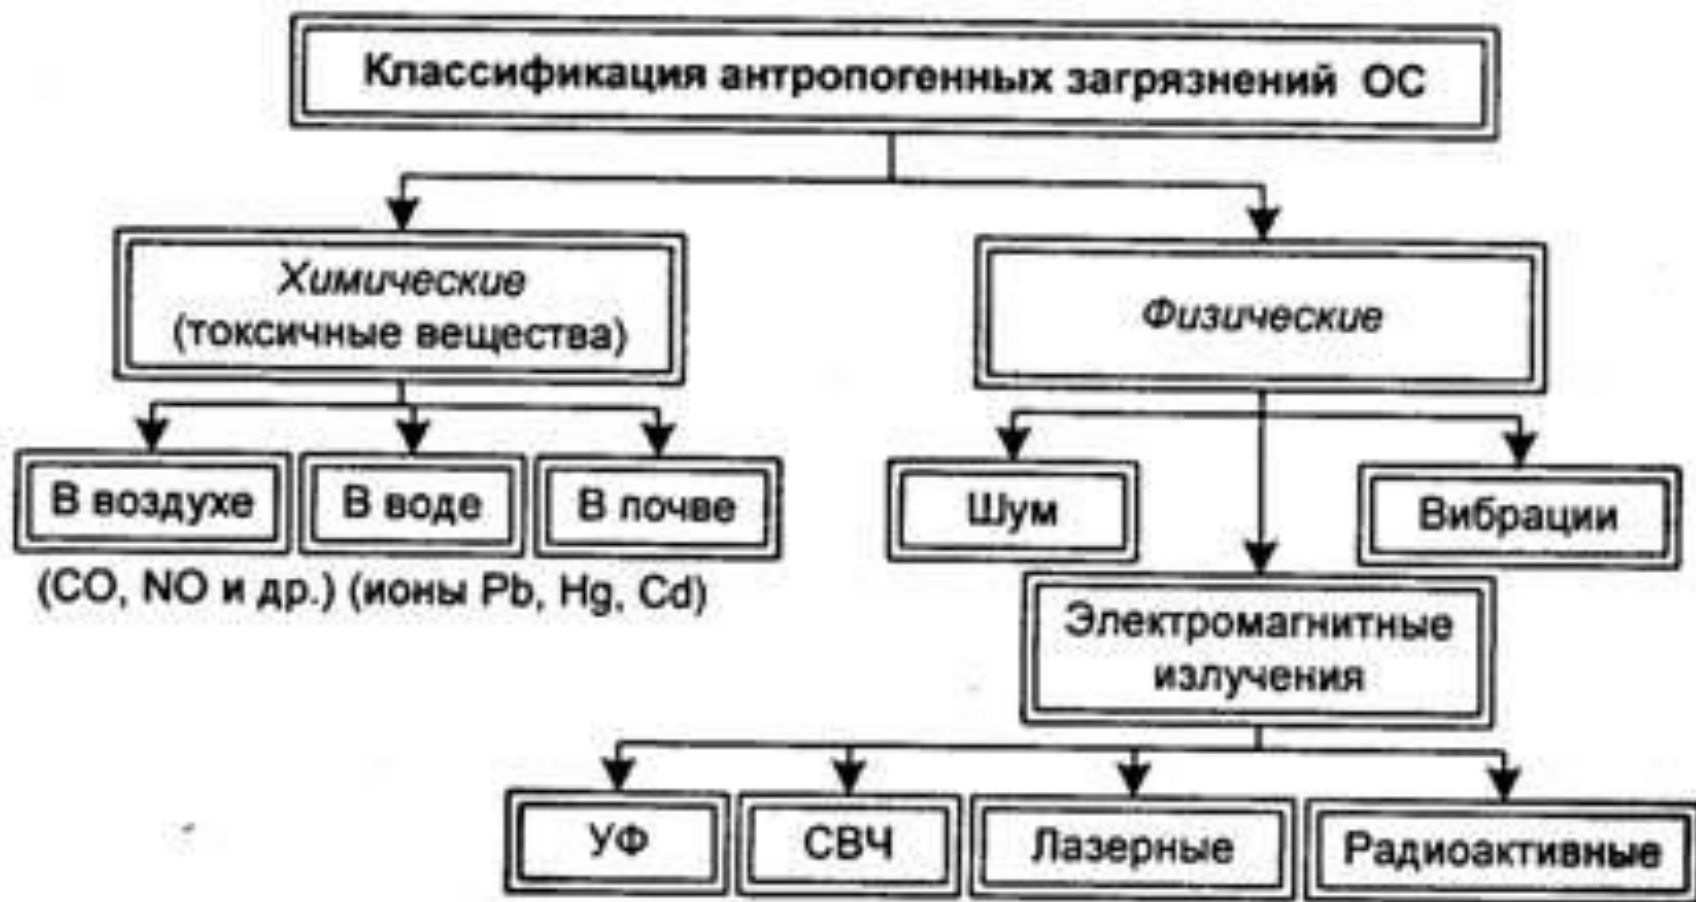 Классификация антропогенных загрязнений ОС
Химические
(токсичные вещества)
Физические
В воздухе
В воде
В почве
Шум
Вибрации
(CO, NO и др.) (ионы Pb, Hg, Cd)
Электромагнитные
излучения
УФ
СВЧ
Лазерные
Радиоактивные